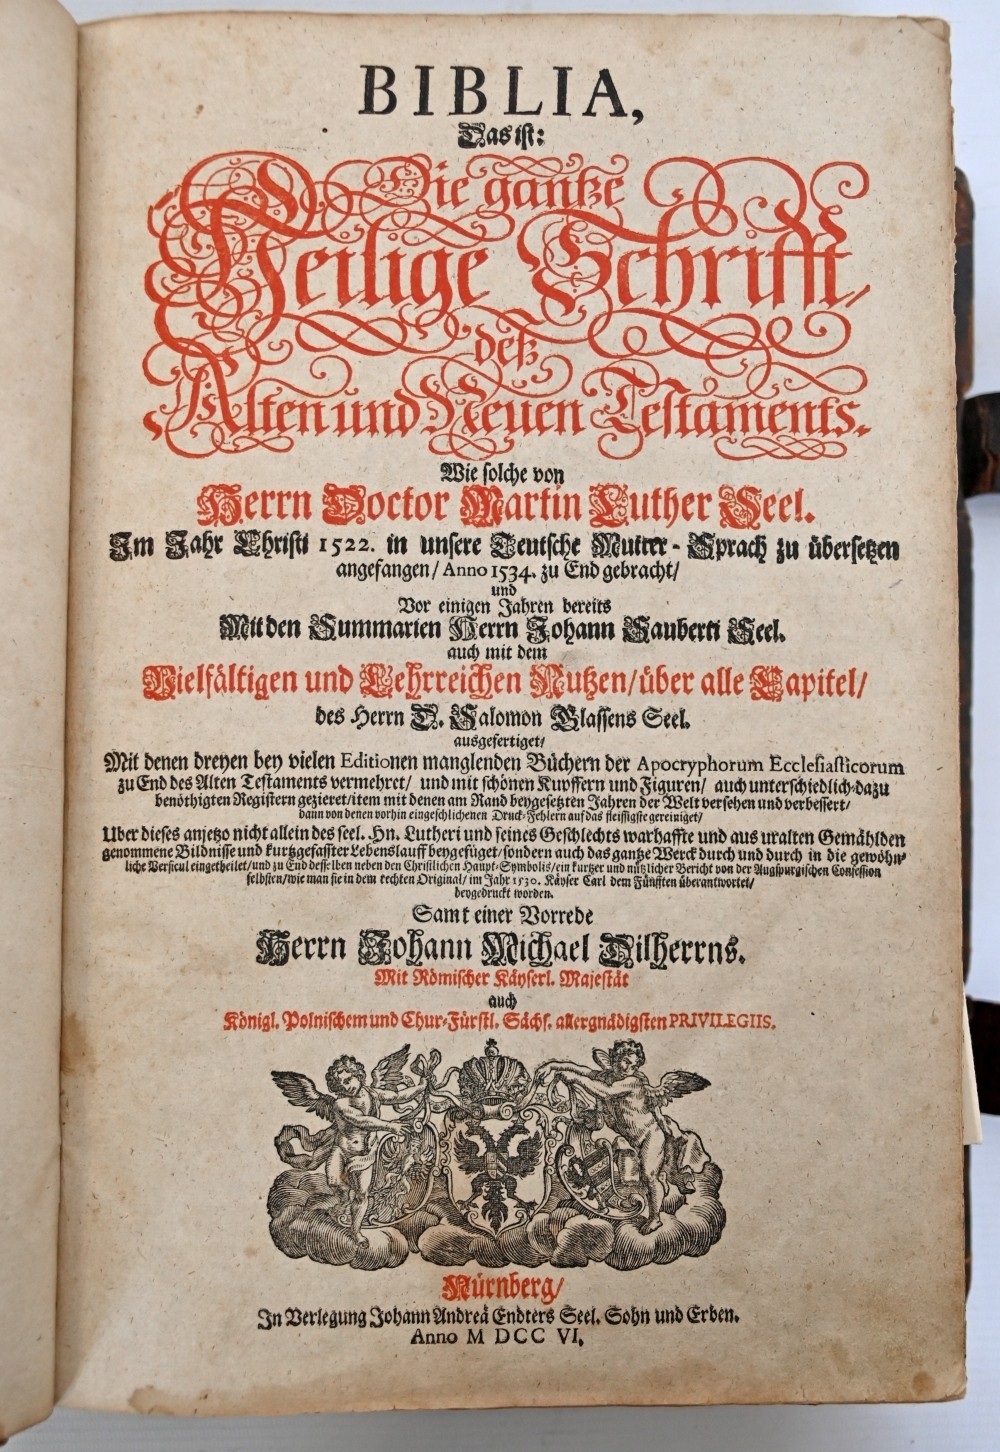 BIBLIA,
Das ist:
Die gantze
Heilige Schrifft/
deß
Alten und Neuen Testaments.
Wie solche von
Herrn Doctor Martin Luther Seel.
Im Jahr Christi 1522. in unsere Teutsche Mutter-Sprach zu übersetzen
angefangen/ Anno 1534. zu End gebracht/
und
Vor einigen Jahren bereits
Mit den Summarien Herrn Johann Sauberti Seel.
auch mit dem
Vielfältigen und Lehrreichen Nutzen/über alle Capitel/
des Herrn D. Salomon Glassens Seel.
ausgefertiget/
Mit denen dreyen bey vielen Editionen manglenden Büchern der Apocryphorum Ecclesiasticorum
zu End des Alten Testaments vermehret/ und mit schönen Kupffern und Figuren/ auch unterschiedlich-dazu
benöthigten Registern gezieret/item mit denen am Rand beygesetzten Jahren der Welt versehen und verbessert/
dann von denen vorhin eingeschlichenen Druck-Fehlern auf das fleissigste gereiniget/
Uber dieses anjetzo nicht allein des seel. Hn. Lutheri und seines Geschlechts warhaffte und aus uralten Gemählden
genommene Bildnisse und kurtzgefasster Lebenslauff beygefüget/sondern auch das gantze Werck durch und durch in die gewöhn-
liche Versicul eingetheilet/und zu End desselben neben den Christlichen Haupt-Symbolis/ein kurtzer und nützlicher Bericht von der Augspurgischen Confession
selbsten/wie man sie in dem rechten Original/ im Jahr 1530. Käyser Carl dem Fünfften überantwortet/
beygedruckt worden.
Samt einer Vorrede
Herrn Johann Michael Dilherrns.
Mit Römischer Käyserl. Majestät
auch
Königl. Polnischem und Chur-Fürstl. Sächs. allergnädigsten PRIVILEGIIS.
Nürnberg/
In Verlegung Johann Andreä Endters Seel. Sohn und Erben.
Anno M DCC VI.